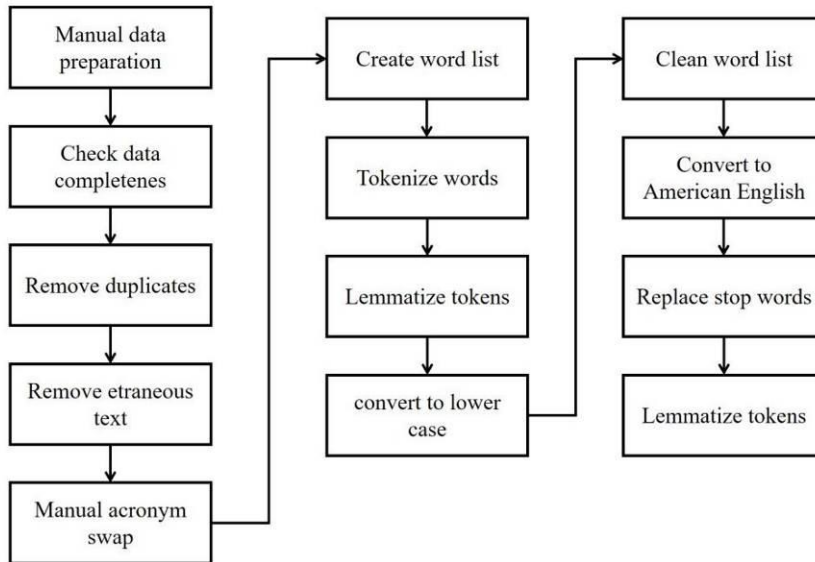 Manual data
preparation
Check data
completenes
Remove duplicates
Remove etraneous
text
Manual acronym
swap
Create word list
Tokenize words
Lemmatize tokens
convert to lower
case
Clean word list
Convert to
American English
Replace stop words
Lemmatize tokens